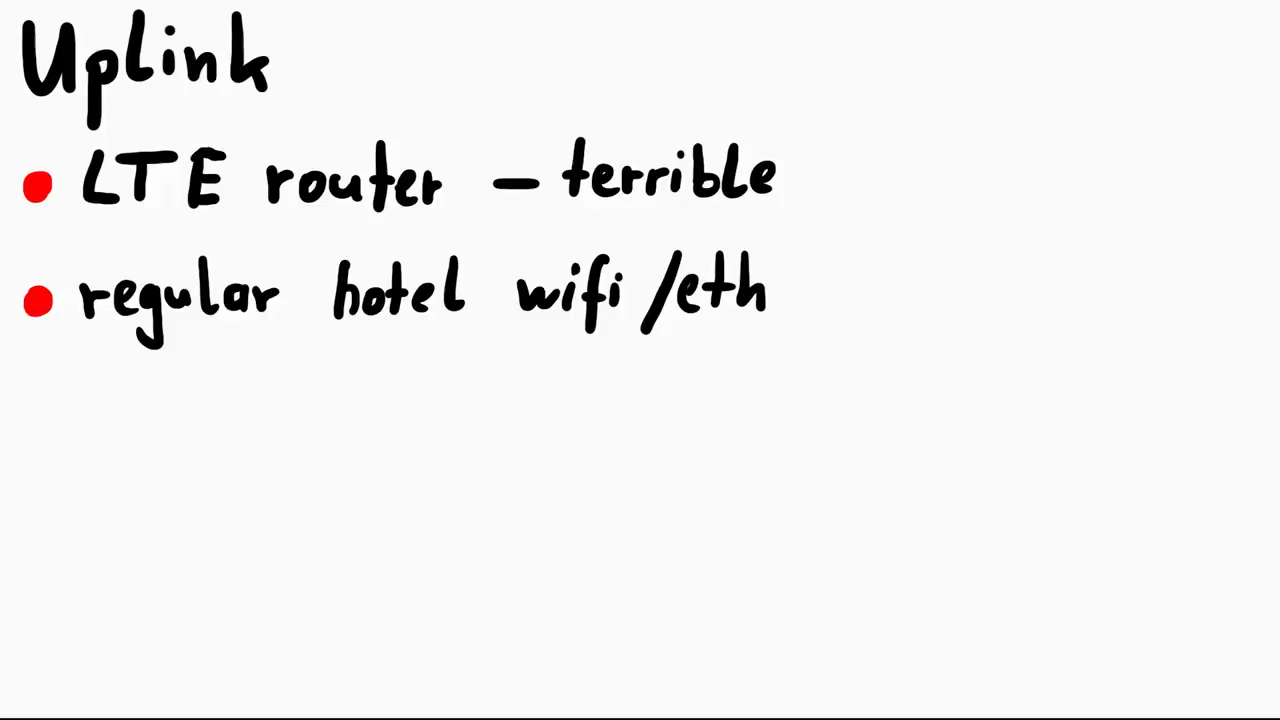 Uplink
• LTE router – terrible
• regular hotel wifi/eth